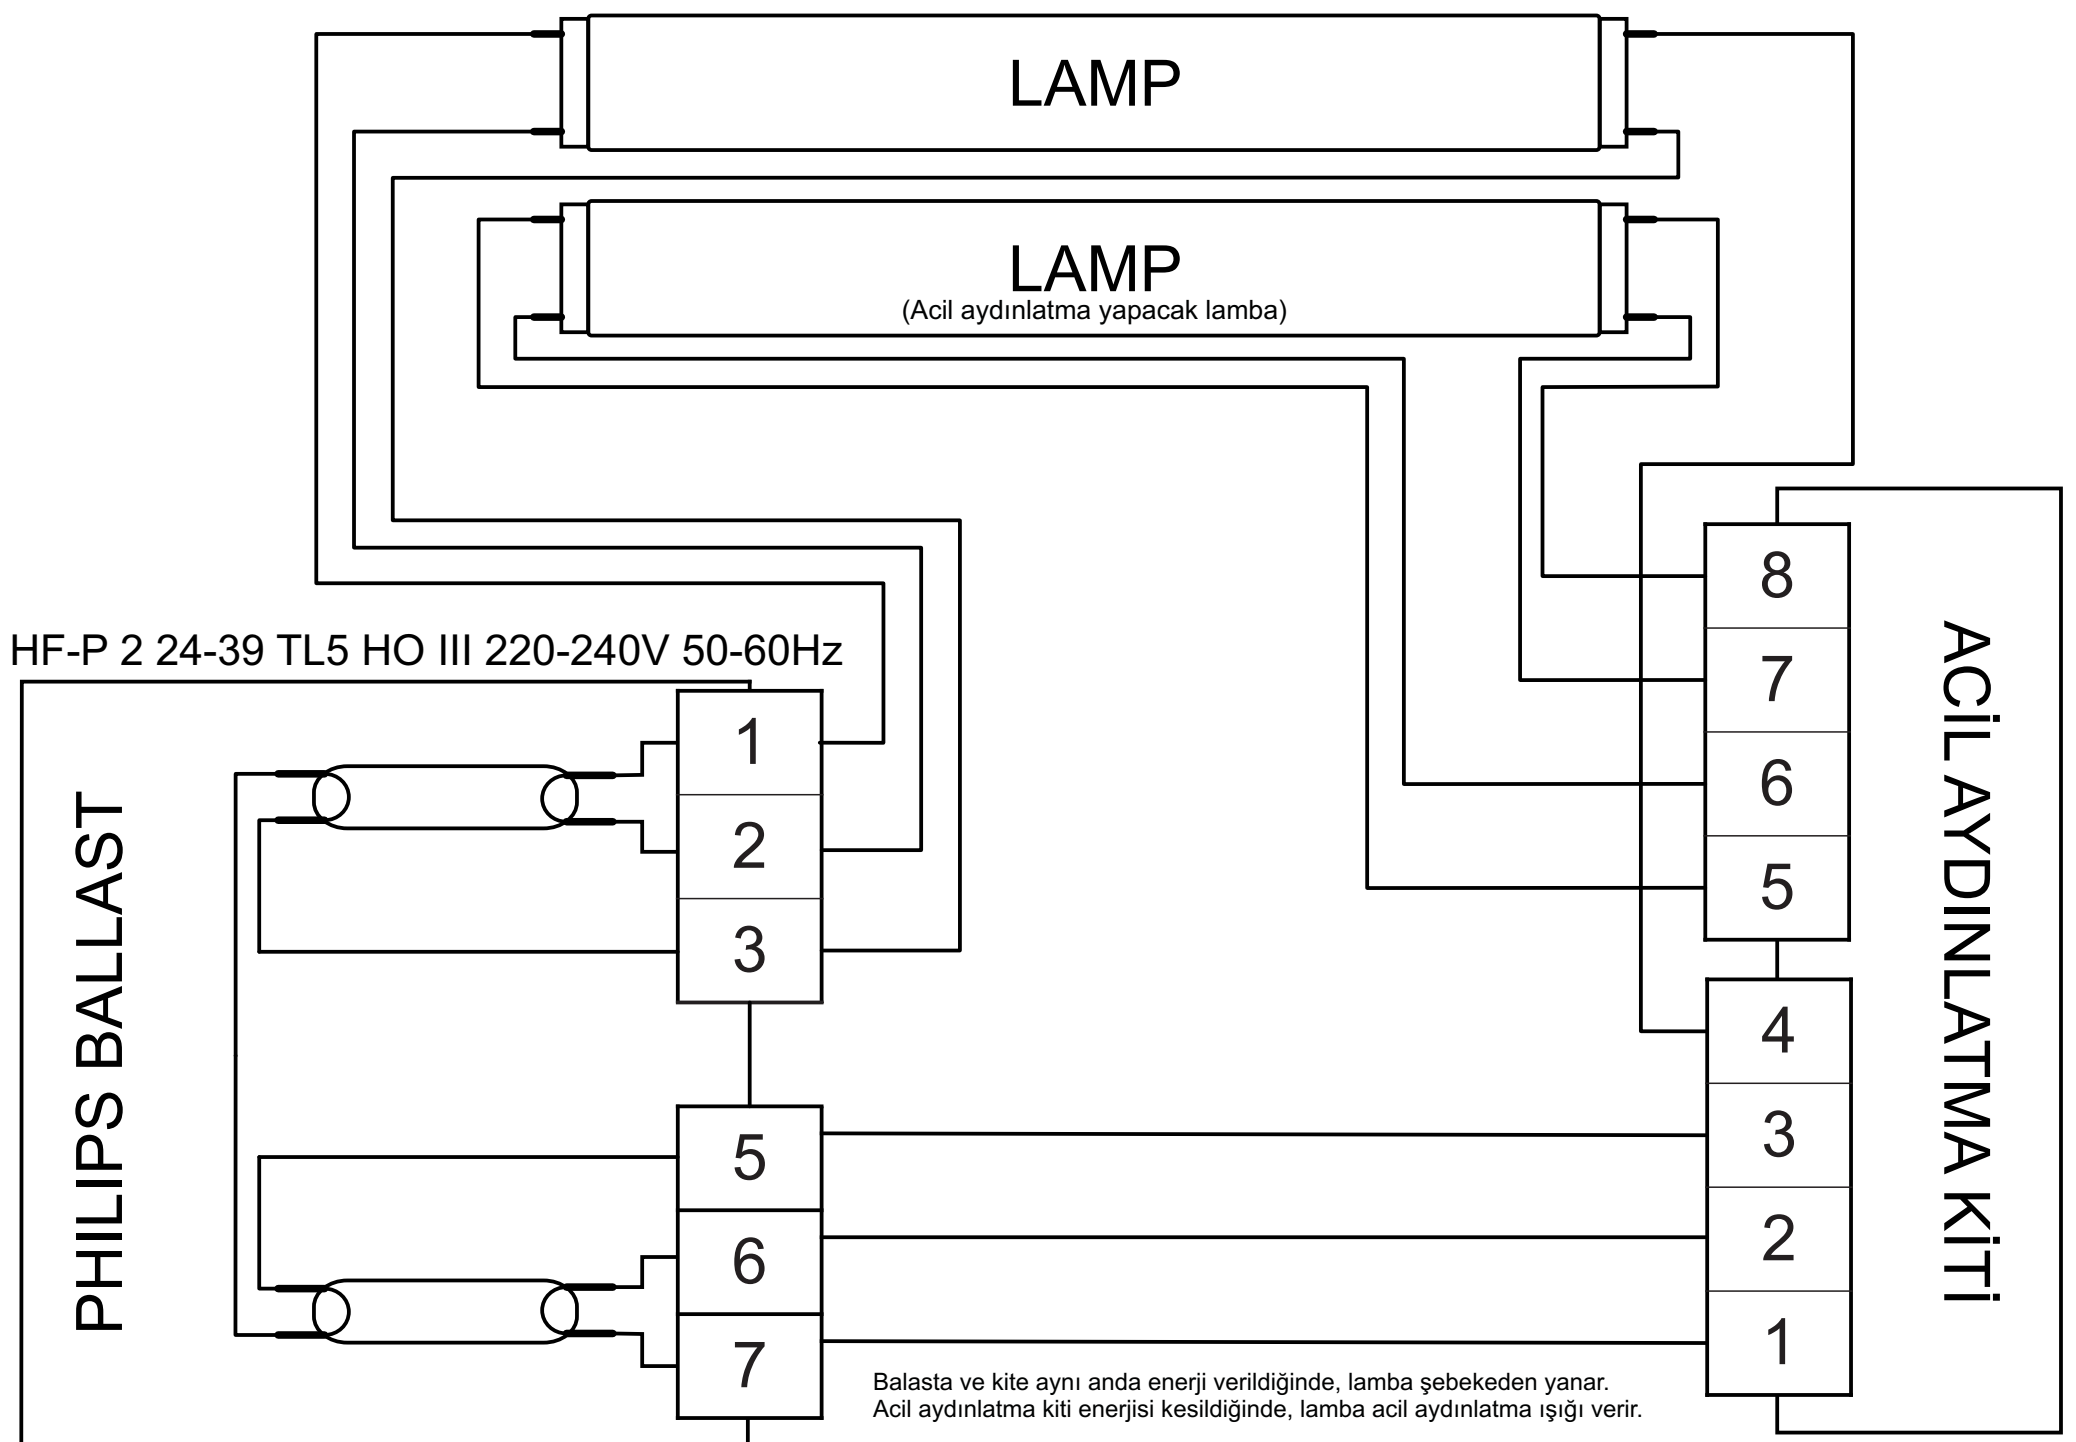 LAMP
LAMP
(Acil aydınlatma yapacak lamba)
HF-P 2 24-39 TL5 HO III 220-240V 50-60Hz
PHILIPS BALLAST
1
2
3
5
6
7
8
7
6
5
4
3
2
1
ACİL AYDINLATMA KİTİ
Balasta ve kite aynı anda enerji verildiğinde, lamba şebekeden yanar.
Acil aydınlatma kiti enerjisi kesildiğinde, lamba acil aydınlatma ışığı verir.